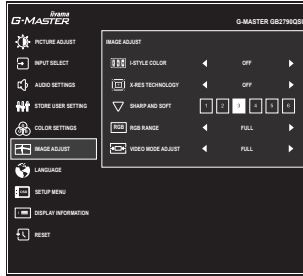 iiyama
G-MASTER
G-MASTER GB2790QSU
PICTURE ADJUST
INPUT SELECT
AUDIO SETTINGS
STORE USER SETTING
COLOR SETTINGS
IMAGE ADJUST
LANGUAGE
OSD SETUP MENU
DISPLAY INFORMATION
RESET
IMAGE ADJUST
I-STYLE COLOR OFF
X-RES TECHNOLOGY OFF
SHARP AND SOFT 1 2 3 4 5 6
RGB RGB RANGE FULL
VIDEO MODE ADJUST FULL